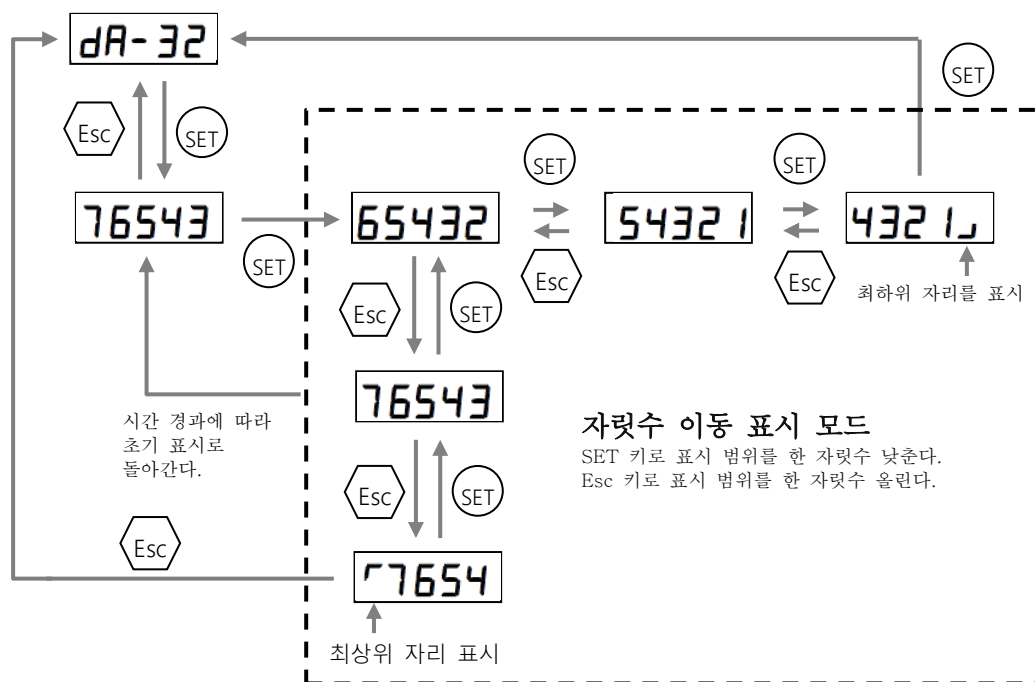 dA-32
SET
Esc
SET
SET
SET
76543
65432
54321
4321┘
SET
Esc
Esc
최하위 자리를 표시
Esc
SET
76543
시간 경과에 따라
초기 표시로
돌아간다.
자릿수 이동 표시 모드
SET 키로 표시 범위를 한 자릿수 낮춘다.
Esc 키로 표시 범위를 한 자릿수 올린다.
Esc
SET
Esc
┌7654
최상위 자리 표시